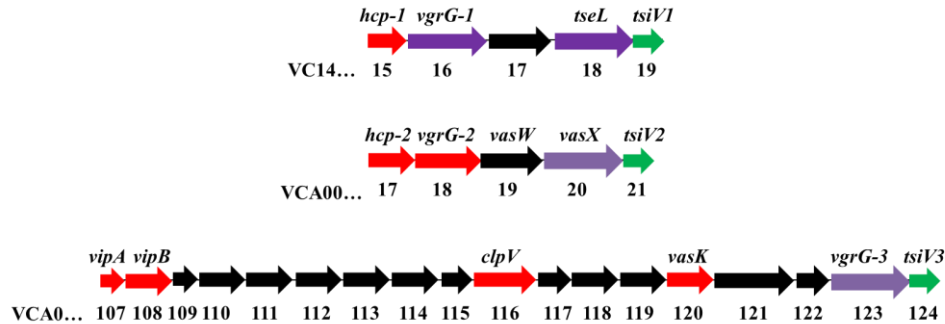 hcp-1 vgrG-1 tseL tsiV1
VC14... 15 16 17 18 19
hcp-2 vgrG-2 vasW vasX tsiV2
VCA00... 17 18 19 20 21
vipA vipB clpV vasK vgrG-3 tsiV3
VCA0... 107 108 109 110 111 112 113 114 115 116 117 118 119 120 121 122 123 124